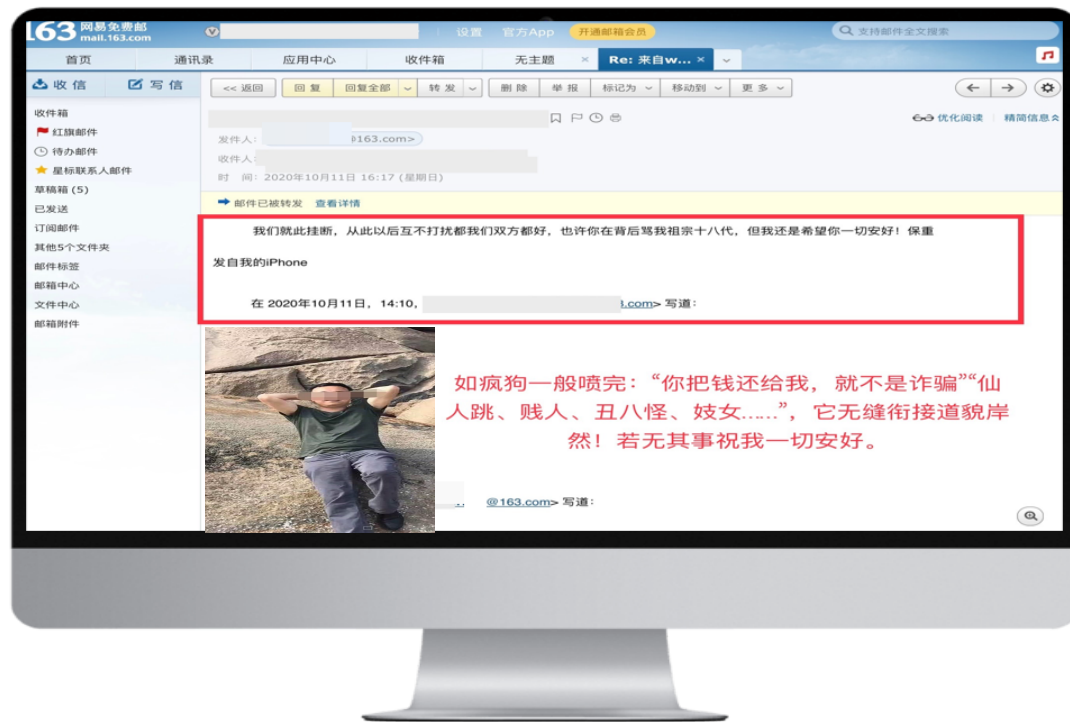 163 网易免费邮
mail.163.com
设置 官方App 开通邮箱会员 支持邮件全文搜索
首页 通讯录 应用中心 收件箱 无主题 × Re: 来自w... ×
收信 写信 << 返回 回复 回复全部 转发 删除 举报 标记为 移动到 更多
收件箱
红旗邮件
待办邮件
星标联系人邮件
草稿箱 (5)
已发送
订阅邮件
其他5个文件夹
邮件标签
邮箱中心
文件中心
邮箱附件
优化阅读 精简信息
发件人: @163.com>
收件人:
时 间: 2020年10月11日 16:17 (星期日)
邮件已被转发 查看详情
我们就此挂断，从此以后互不打扰都我们双方都好，也许你在背后骂我祖宗十八代，但我还是希望你一切安好！保重
发自我的iPhone
在 2020年10月11日，14:10， .com> 写道：
如疯狗一般喷完：“你把钱还给我，就不是诈骗”“仙
人跳、贱人、丑八怪、妓女……”，它无缝衔接道貌岸
然！若无其事祝我一切安好。
@163.com> 写道：